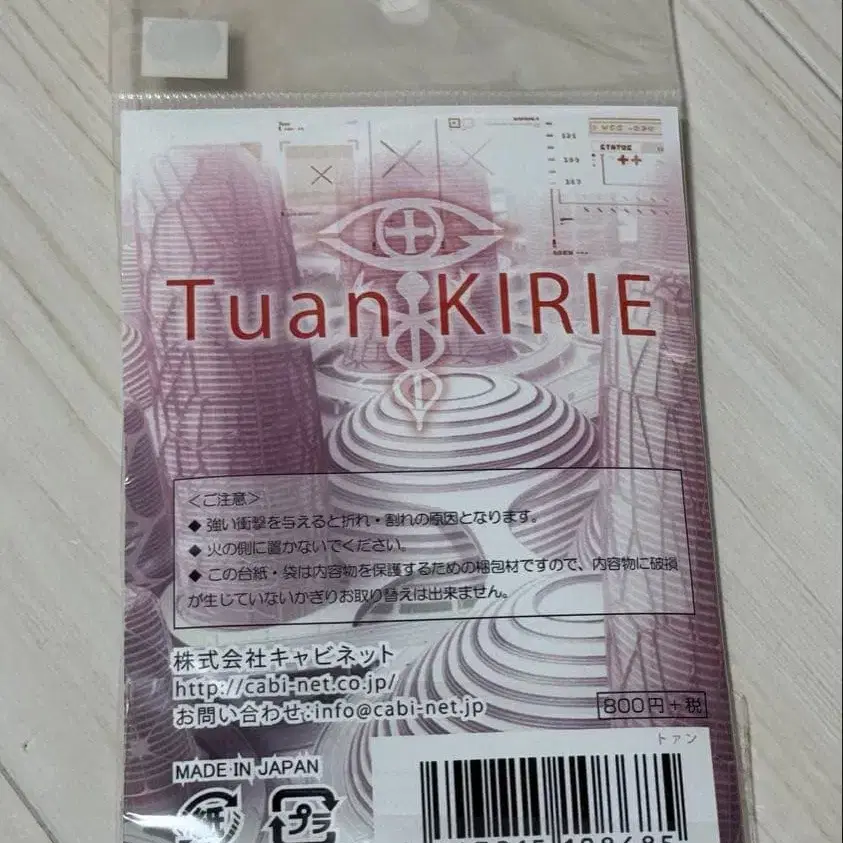 STATUS
Tuan KIRIE
<ご注意>
◆ 強い衝撃を与えると折れ・割れの原因となります。
◆ 火の側に置かないでください。
◆ この台紙・袋は内容物を保護するための梱包材ですので、内容物に破損
が生じていないかぎりお取り替えは出来ません。
株式会社キャビネット
http://cabi-net.co.jp/
お問い合わせ:info@cabi-net.jp
800円+税
トァン
MADE IN JAPAN
紙
プラ